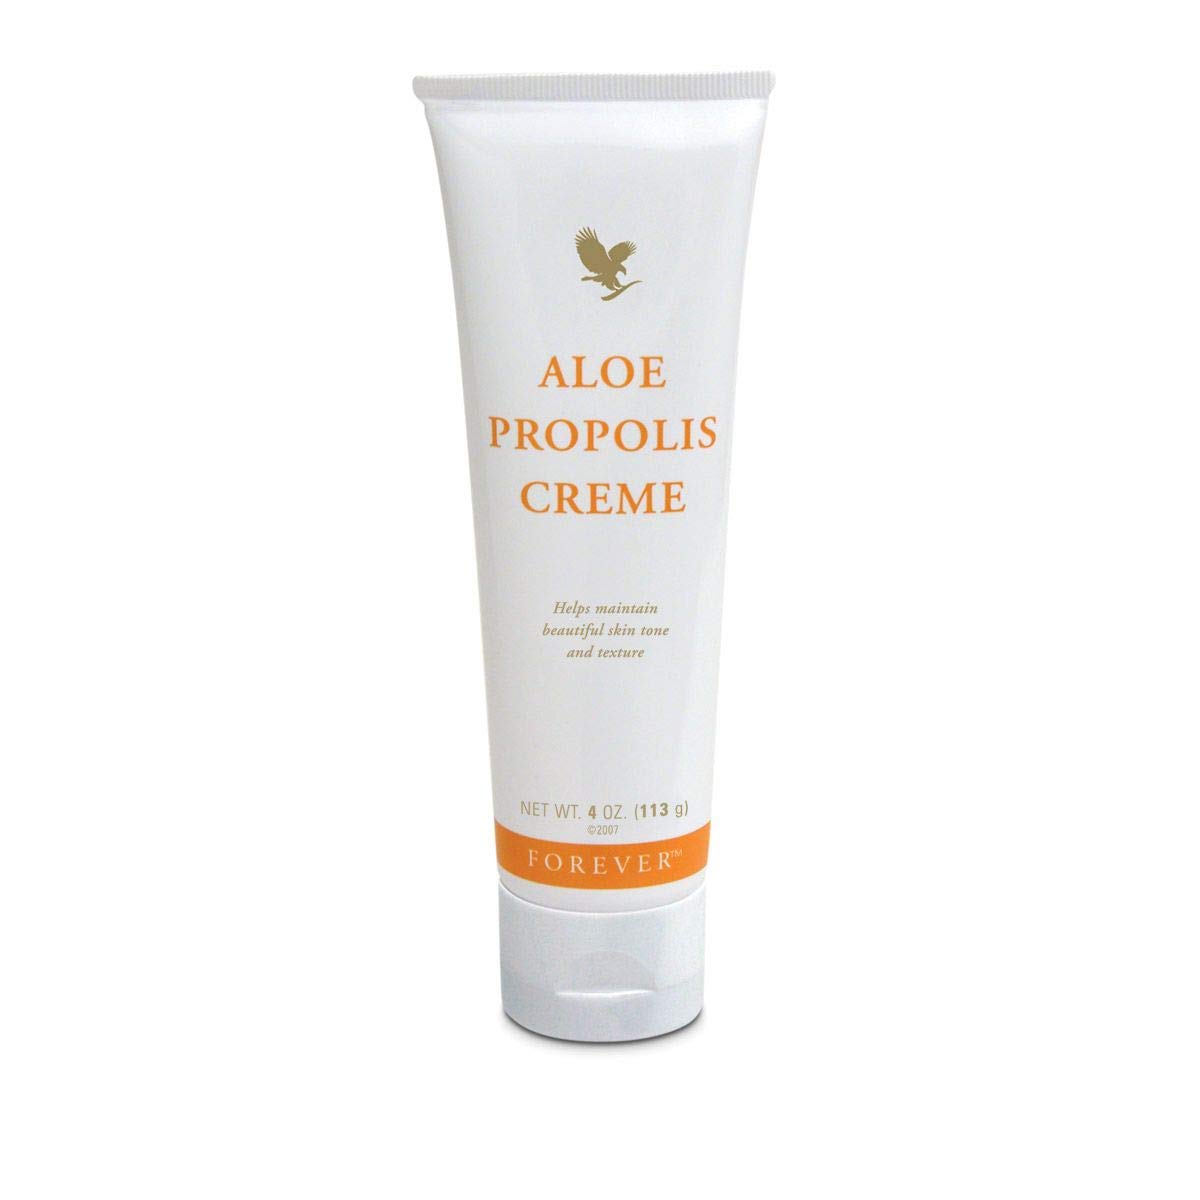 ALOE
PROPOLIS
CREME
Helps maintain
beautiful skin tone
and texture
NET WT. 4 OZ. (113 g)
©2007
FOREVER™